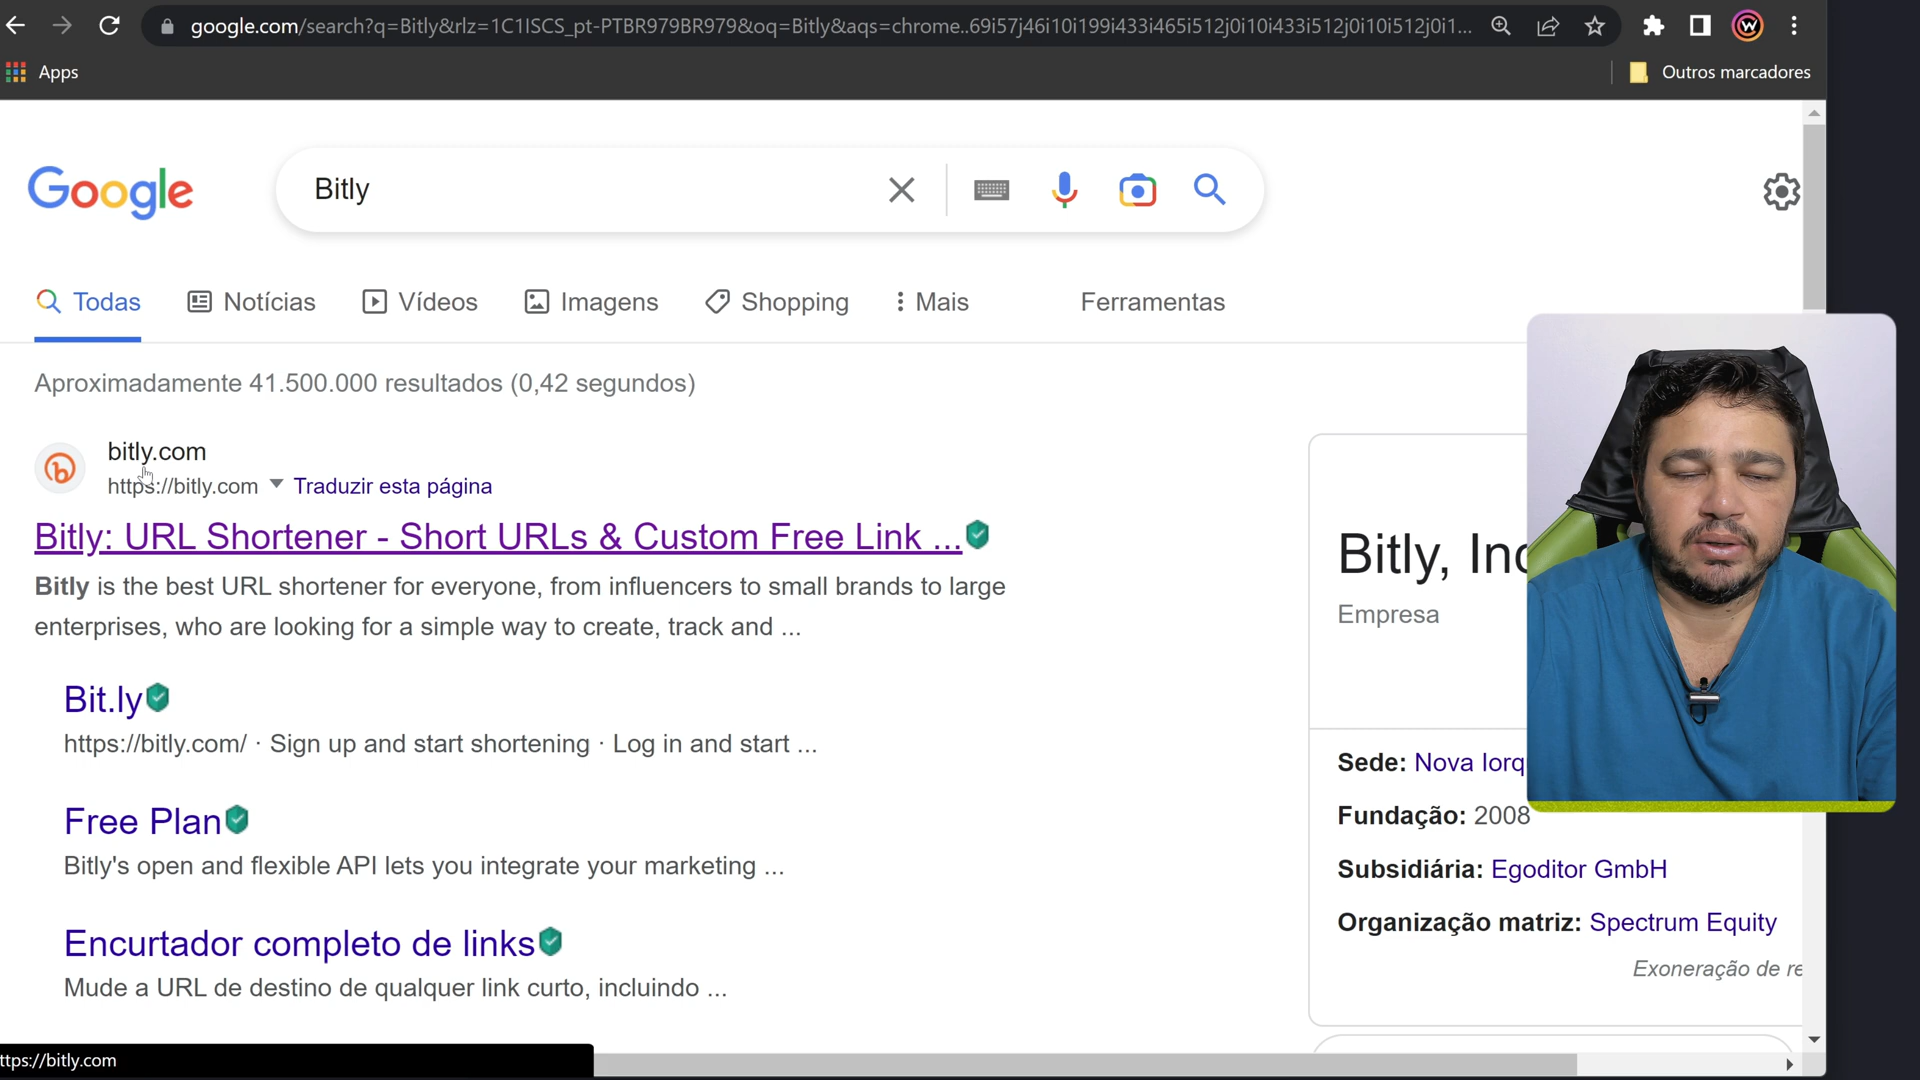 google.com/search?q=Bitly&rlz=1C1ISCS_pt-PTBR979BR979&oq=Bitly&aqs=chrome..69i57j46i10i199i433i465i512j0i10i433i512j0i10i512j0i1...
Apps
Outros marcadores
Google
Bitly
Todas
Notícias
Vídeos
Imagens
Shopping
Mais
Ferramentas
Aproximadamente 41.500.000 resultados (0,42 segundos)
bitly.com
https://bitly.com
Traduzir esta página
Bitly: URL Shortener - Short URLs & Custom Free Link ...
Bitly is the best URL shortener for everyone, from influencers to small brands to large
enterprises, who are looking for a simple way to create, track and ...
Bit.ly
https://bitly.com/ · Sign up and start shortening · Log in and start ...
Free Plan
Bitly's open and flexible API lets you integrate your marketing ...
Encurtador completo de links
Mude a URL de destino de qualquer link curto, incluindo ...
Bitly, Inc
Empresa
Sede: Nova Iorq
Fundação: 2008
Subsidiária: Egoditor GmbH
Organização matriz: Spectrum Equity
Exoneração de re
ttps://bitly.com